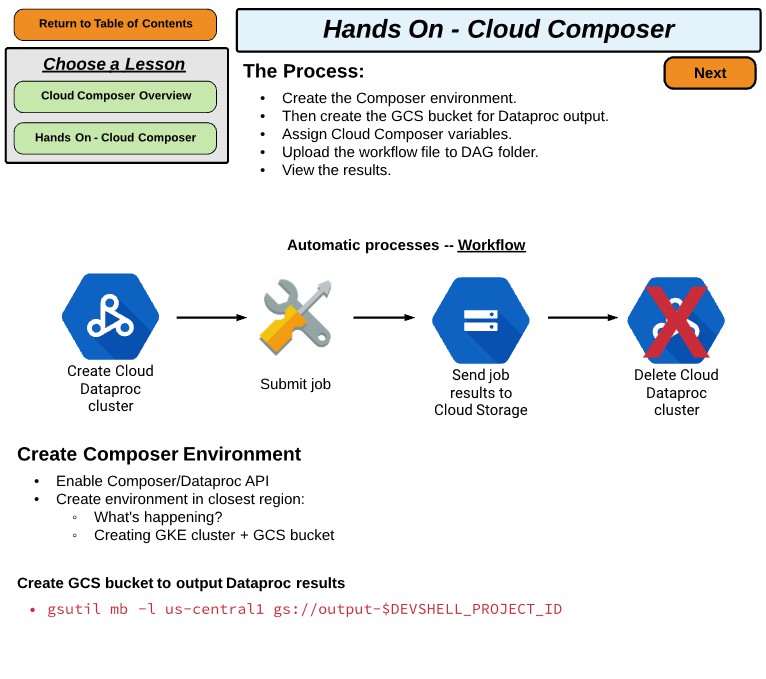 Return to Table of Contents
Hands On - Cloud Composer
Choose a Lesson
Cloud Composer Overview
Hands On - Cloud Composer
The Process:
Next
• Create the Composer environment.
• Then create the GCS bucket for Dataproc output.
• Assign Cloud Composer variables.
• Upload the workflow file to DAG folder.
• View the results.
Automatic processes -- Workflow
Create Cloud
Dataproc
cluster
Submit job
Send job
results to
Cloud Storage
Delete Cloud
Dataproc
cluster
Create Composer Environment
• Enable Composer/Dataproc API
• Create environment in closest region:
◦ What's happening?
◦ Creating GKE cluster + GCS bucket
Create GCS bucket to output Dataproc results
• gsutil mb -l us-central1 gs://output-$DEVSHELL_PROJECT_ID